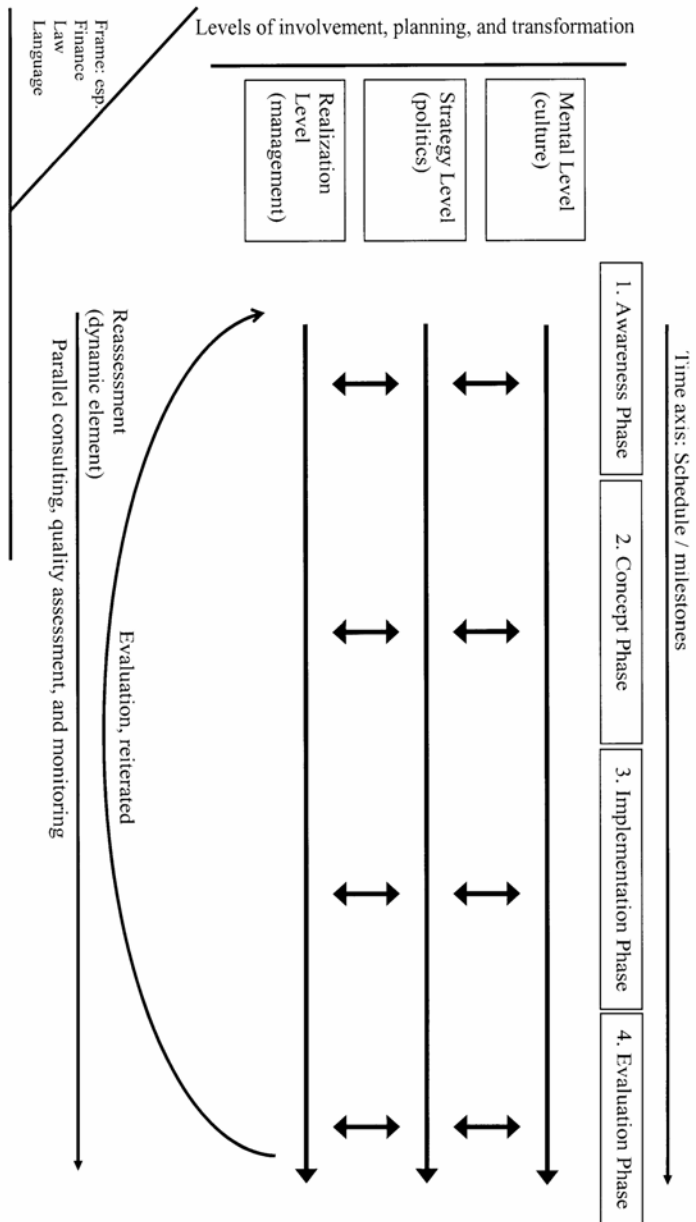 Levels of involvement, planning, and transformation
Time axis: Schedule / milestones
1. Awareness Phase
2. Concept Phase
3. Implementation Phase
4. Evaluation Phase
Mental Level
(culture)
Strategy Level
(politics)
Realization
Level
(management)
Evaluation, reiterated
Reassessment
(dynamic element)
Parallel consulting, quality assessment, and monitoring
Frame: esp.
Finance
Law
Language